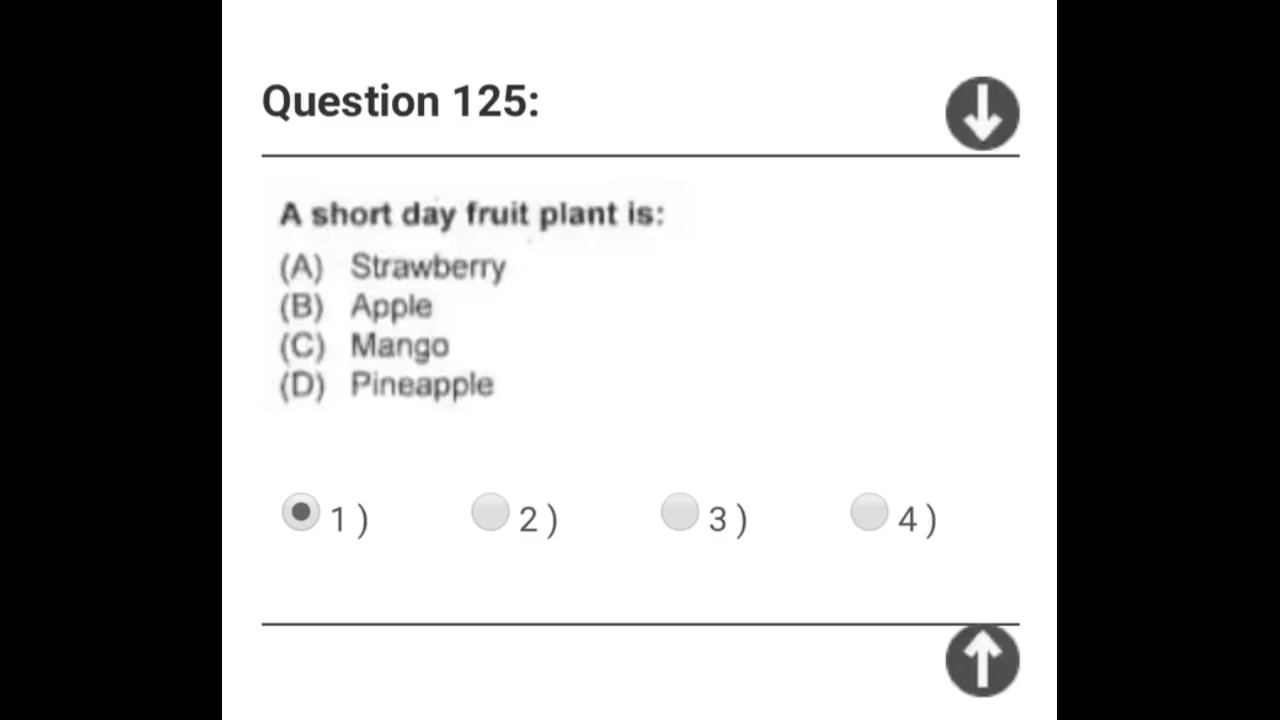 Question 125:
A short day fruit plant is:
(A) Strawberry
(B) Apple
(C) Mango
(D) Pineapple
1 ) 2 ) 3 ) 4 )